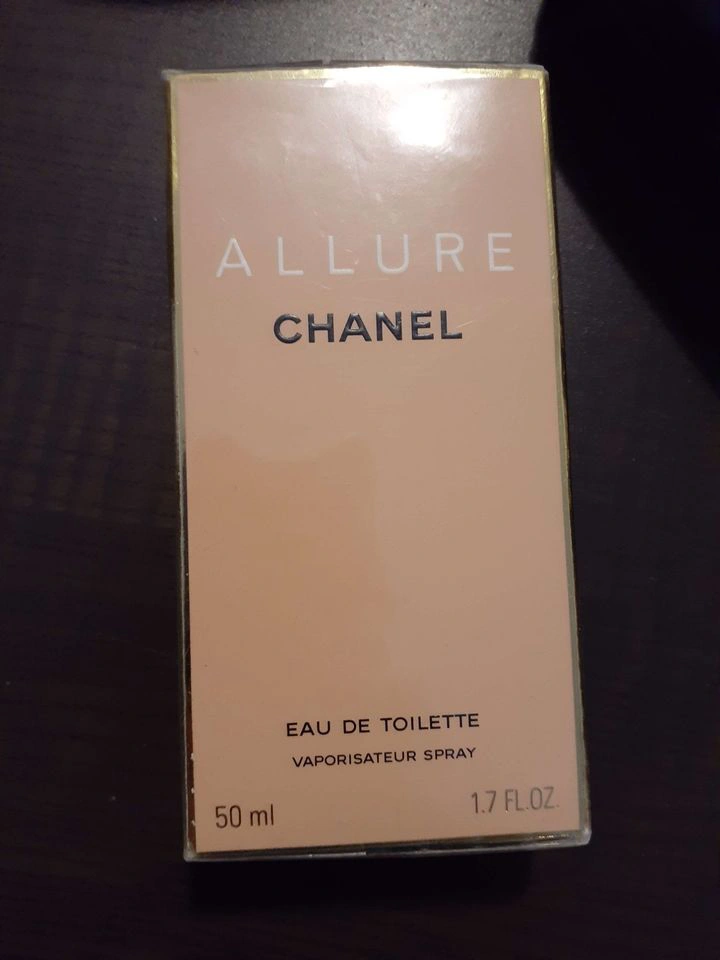 ALLURE
CHANEL
EAU DE TOILETTE
VAPORISATEUR SPRAY
50 ml 1.7 FL.OZ.